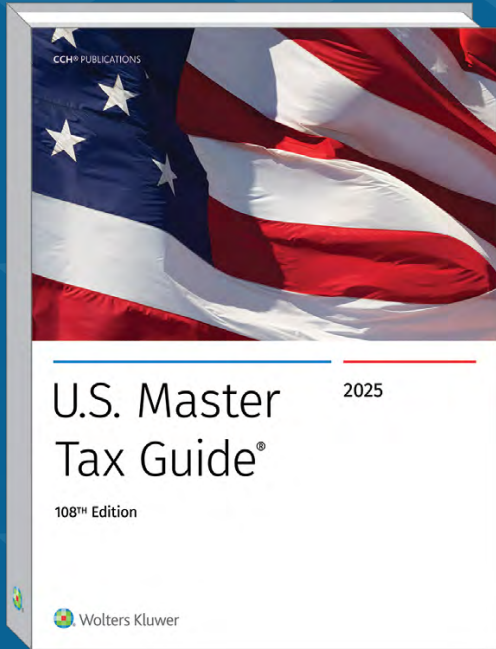 CCH® PUBLICATIONS
U.S. Master
Tax Guide®
2025
108TH Edition
Wolters Kluwer